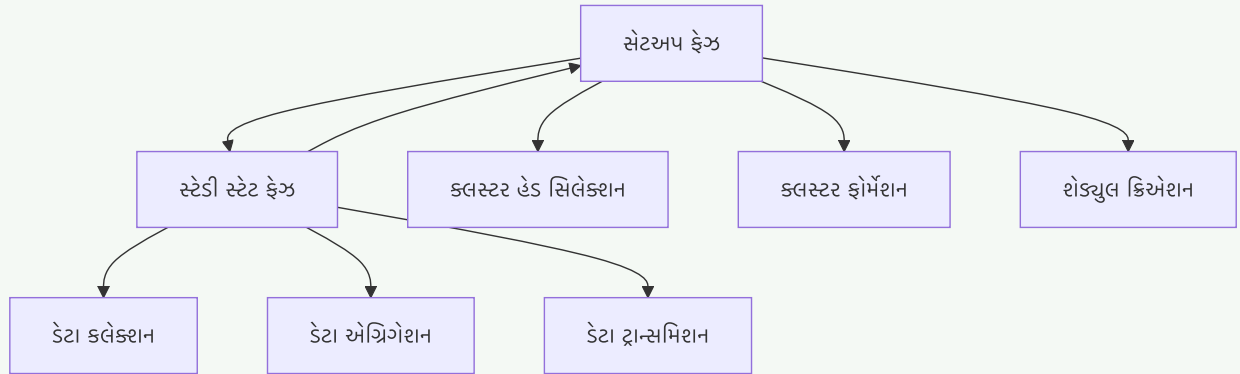 સેટઅપ ફેઝ
સ્ટેડી સ્ટેટ ફેઝ
ક્લસ્ટર હેડ સિલેક્શન
ક્લસ્ટર ફોર્મેશન
શેડ્યુલ ક્રિએશન
ડેટા કલેક્શન
ડેટા એગ્રિગેશન
ડેટા ટ્રાન્સમિશન